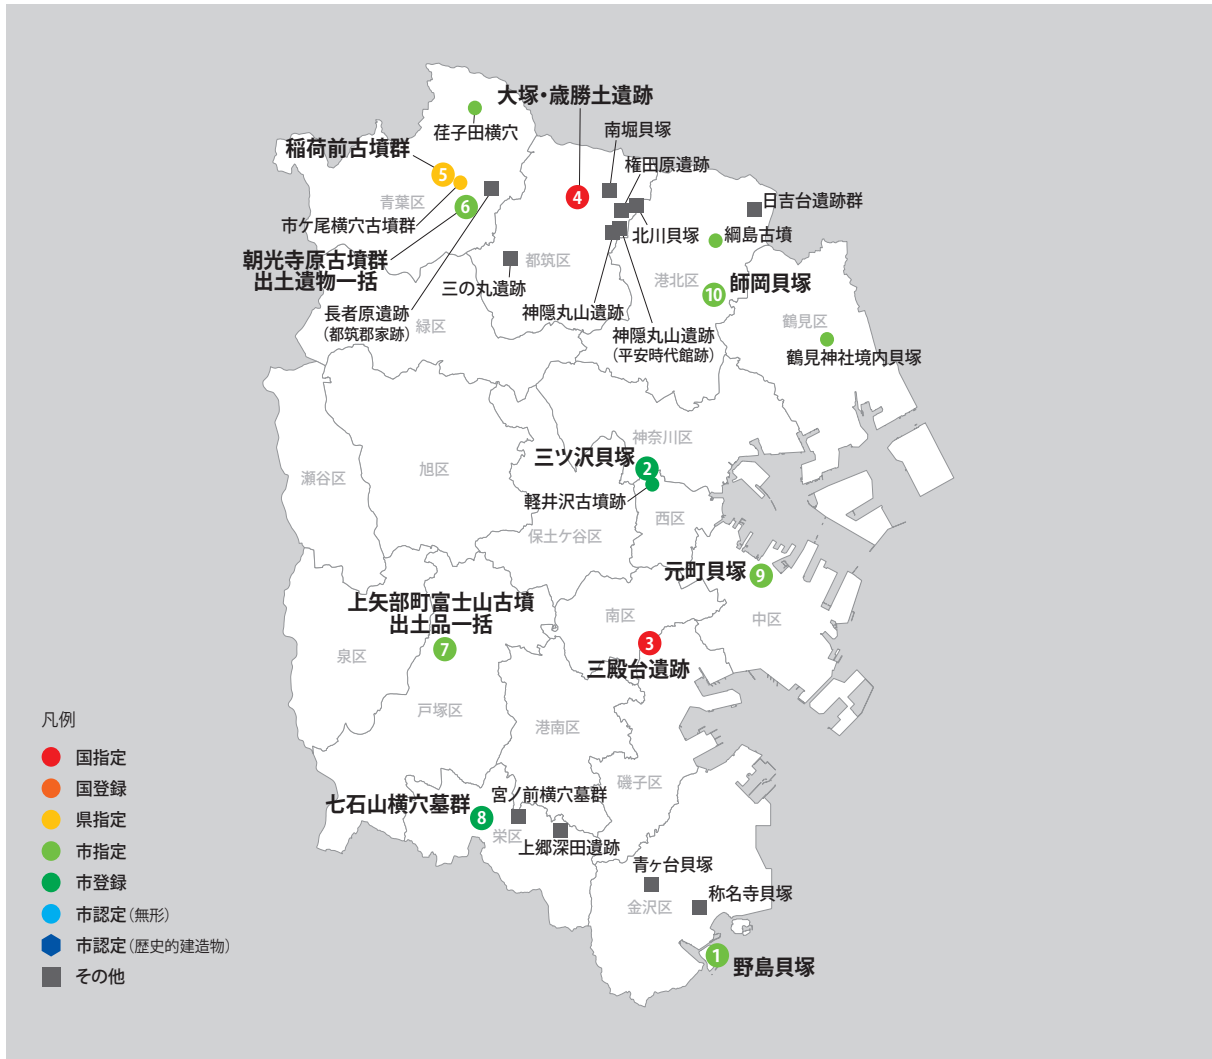 大塚・歳勝土遺跡
荏子田横穴
南堀貝塚
稲荷前古墳群
権田原遺跡
5
4
青葉区
6
日吉台遺跡群
市ケ尾横穴古墳群
北川貝塚
綱島古墳
朝光寺原古墳群
出土遺物一括
都筑区
港北区
師岡貝塚
10
三の丸遺跡
長者原遺跡
(都筑郡家跡)
緑区
神隠丸山遺跡
神隠丸山遺跡
(平安時代館跡)
鶴見区
鶴見神社境内貝塚
神奈川区
三ツ沢貝塚
2
瀬谷区
旭区
軽井沢古墳跡
西区
保土ケ谷区
元町貝塚
9
上矢部町富士山古墳
出土品一括
7
南区
中区
3
三殿台遺跡
泉区
戸塚区
港南区
磯子区
凡例
国指定
国登録
県指定
市指定
市登録
市認定(無形)
市認定(歴史的建造物)
その他
七石山横穴墓群
8
宮ノ前横穴墓群
栄区
上郷深田遺跡
青ヶ台貝塚
称名寺貝塚
金沢区
1
野島貝塚